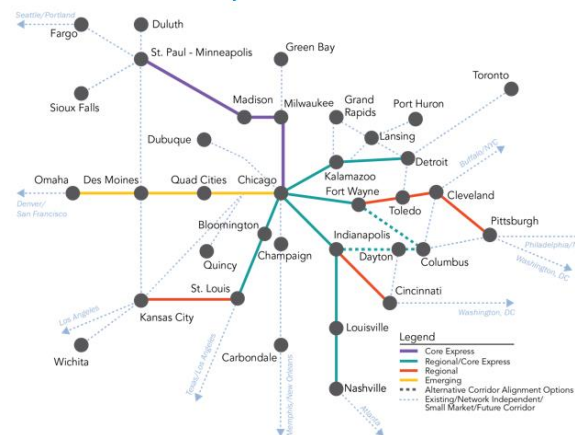 Seattle/Portland
Fargo
Duluth
St. Paul - Minneapolis
Green Bay
Toronto
Sioux Falls
Madison
Milwaukee
Grand
Rapids
Port Huron
Lansing
Dubuque
Detroit
Buffalo/NYC
Kalamazoo
Omaha
Des Moines
Quad Cities
Chicago
Fort Wayne
Toledo
Cleveland
Denver/
San Francisco
Bloomington
Indianapolis
Pittsburgh
Champaign
Quincy
Dayton
Columbus
Philadelphia/
Washington, DC
St. Louis
Cincinnati
Kansas City
Washington, DC
Los Angeles
Louisville
Wichita
Texas/Los Angeles
Carbondale
Memphis/New Orleans
Nashville
Atlanta
Legend
Core Express
Regional/Core Express
Regional
Emerging
Alternative Corridor Alignment Options
Existing/Network Independent/
Small Market/Future Corridor